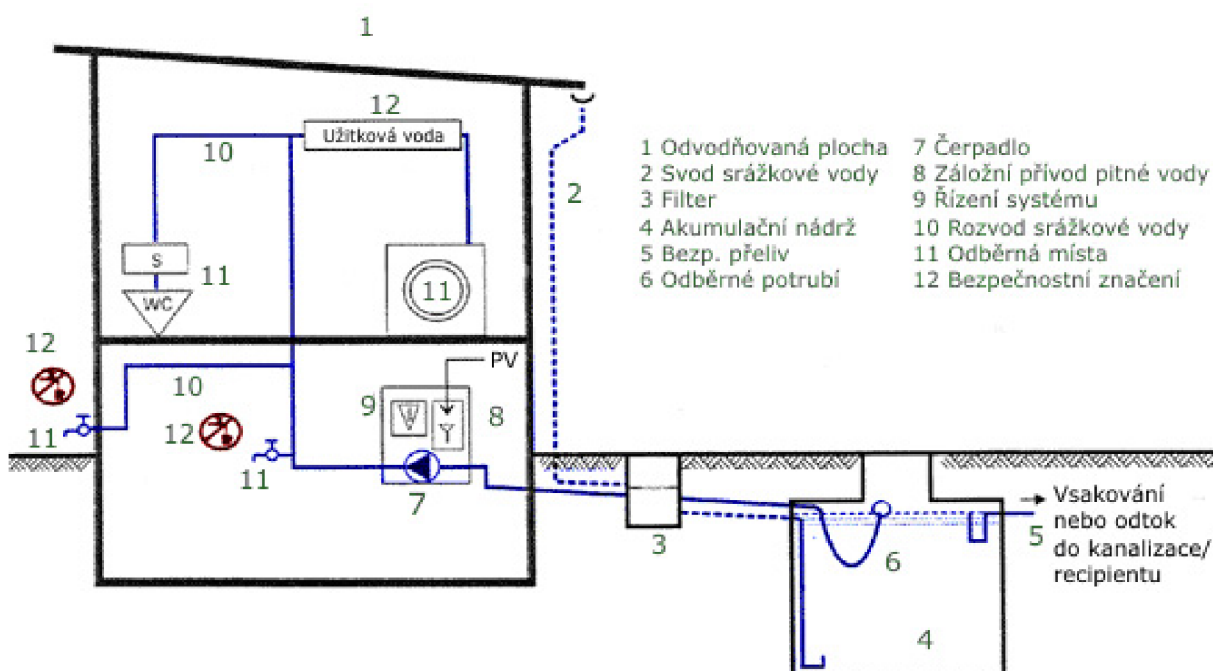 1
12
Užitková voda
10
2
S
11
WC
11
12
10
PV
9
8
12
11
11
7
3
6
5
4
1 Odvodňovaná plocha
2 Svod srážkové vody
3 Filter
4 Akumulační nádrž
5 Bezp. přeliv
6 Odběrné potrubí
7 Čerpadlo
8 Záložní přívod pitné vody
9 Řízení systému
10 Rozvod srážkové vody
11 Odběrná místa
12 Bezpečnostní značení
Vsakování
nebo odtok
do kanalizace/
recipientu